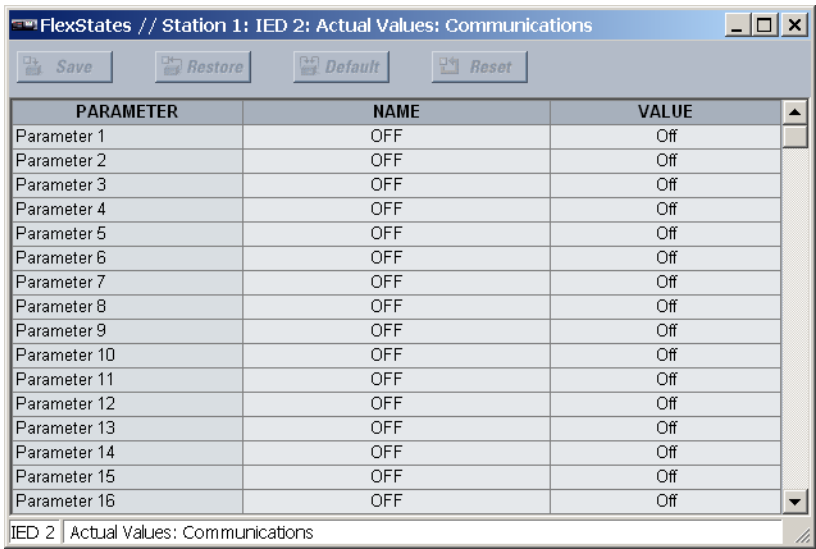 FlexStates // Station 1: IED 2: Actual Values: Communications
Save Restore Default Reset
PARAMETER NAME VALUE
Parameter 1 OFF Off
Parameter 2 OFF Off
Parameter 3 OFF Off
Parameter 4 OFF Off
Parameter 5 OFF Off
Parameter 6 OFF Off
Parameter 7 OFF Off
Parameter 8 OFF Off
Parameter 9 OFF Off
Parameter 10 OFF Off
Parameter 11 OFF Off
Parameter 12 OFF Off
Parameter 13 OFF Off
Parameter 14 OFF Off
Parameter 15 OFF Off
Parameter 16 OFF Off
IED 2 Actual Values: Communications